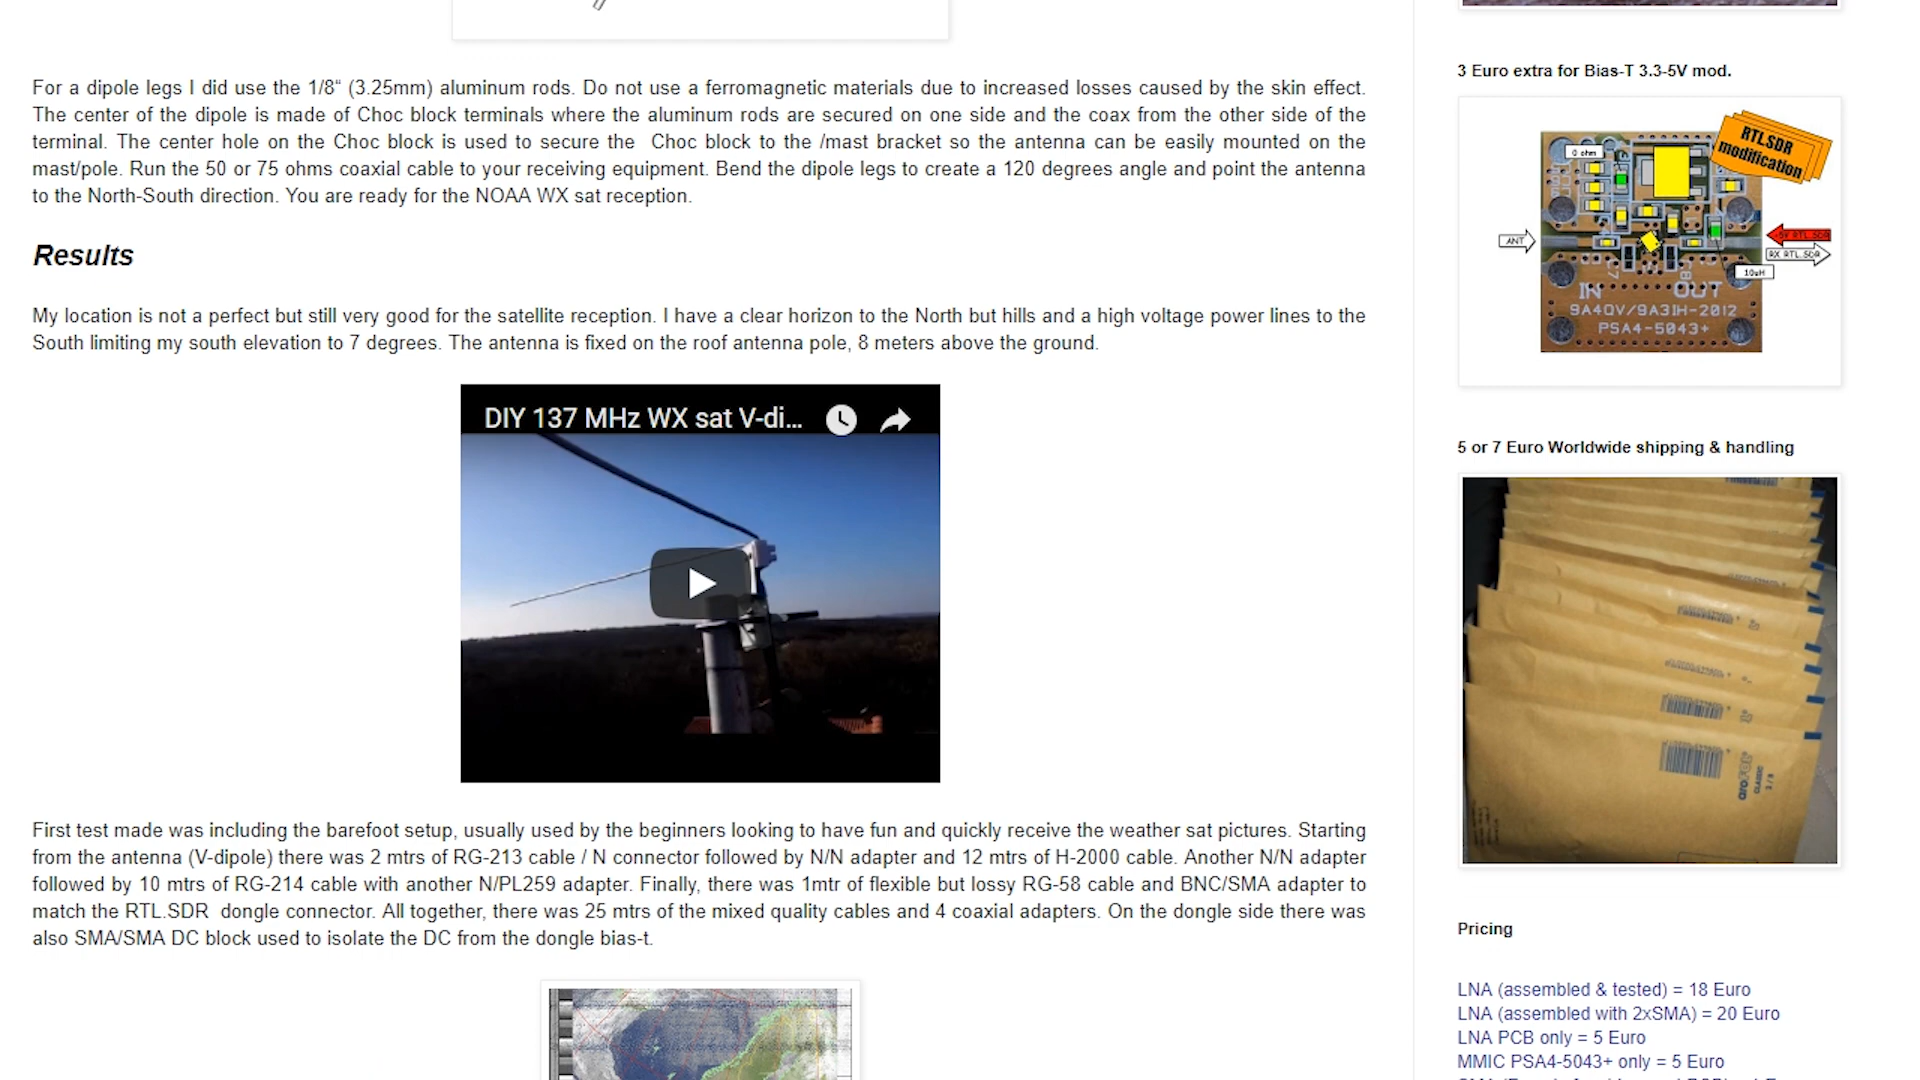 For a dipole legs I did use the 1/8“ (3.25mm) aluminum rods. Do not use a ferromagnetic materials due to increased losses caused by the skin effect.
The center of the dipole is made of Choc block terminals where the aluminum rods are secured on one side and the coax from the other side of the
terminal. The center hole on the Choc block is used to secure the Choc block to the /mast bracket so the antenna can be easily mounted on the
mast/pole. Run the 50 or 75 ohms coaxial cable to your receiving equipment. Bend the dipole legs to create a 120 degrees angle and point the antenna
to the North-South direction. You are ready for the NOAA WX sat reception.
Results
My location is not a perfect but still very good for the satellite reception. I have a clear horizon to the North but hills and a high voltage power lines to the
South limiting my south elevation to 7 degrees. The antenna is fixed on the roof antenna pole, 8 meters above the ground.
DIY 137 MHz WX sat V-di...
First test made was including the barefoot setup, usually used by the beginners looking to have fun and quickly receive the weather sat pictures. Starting
from the antenna (V-dipole) there was 2 mtrs of RG-213 cable / N connector followed by N/N adapter and 12 mtrs of H-2000 cable. Another N/N adapter
followed by 10 mtrs of RG-214 cable with another N/PL259 adapter. Finally, there was 1mtr of flexible but lossy RG-58 cable and BNC/SMA adapter to
match the RTL.SDR dongle connector. All together, there was 25 mtrs of the mixed quality cables and 4 coaxial adapters. On the dongle side there was
also SMA/SMA DC block used to isolate the DC from the dongle bias-t.
3 Euro extra for Bias-T 3.3-5V mod.
RTLSDR
modification
0 ohm
ANT
RX RTL.SDR
10uH
IN OUT
9A4QV/9A3IH-2012
PSA4-5043+
5 or 7 Euro Worldwide shipping & handling
aroFOL
CLASSIC
Pricing
LNA (assembled & tested) = 18 Euro
LNA (assembled with 2xSMA) = 20 Euro
LNA PCB only = 5 Euro
MMIC PSA4-5043+ only = 5 Euro